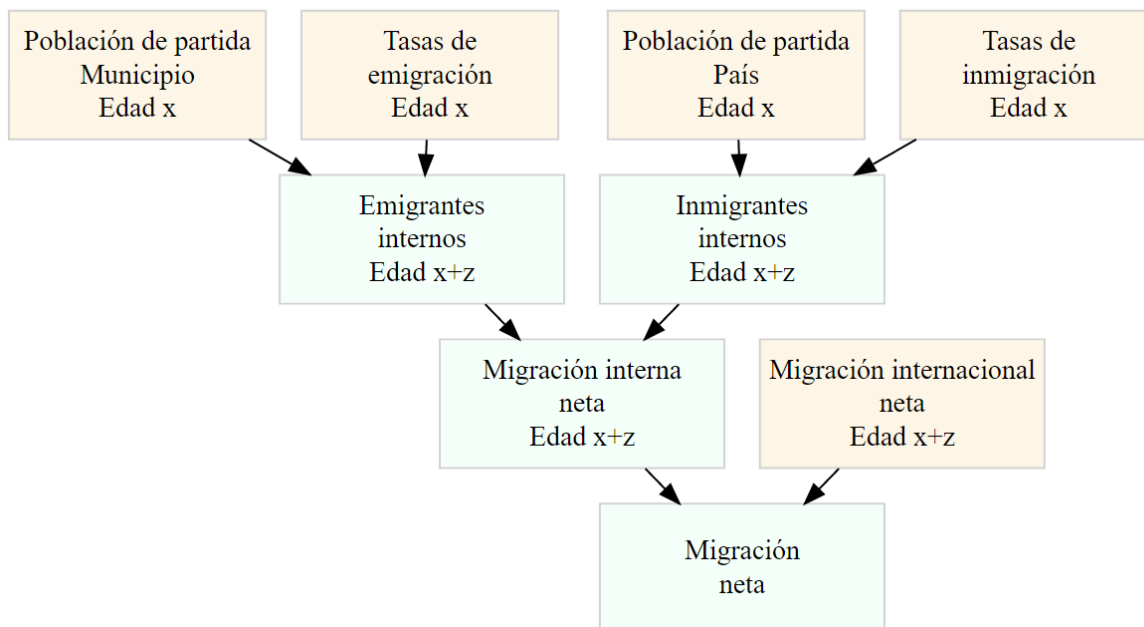 Población de partida
Municipio
Edad x
Tasas de
emigración
Edad x
Población de partida
País
Edad x
Tasas de
inmigración
Edad x
Emigrantes
internos
Edad x+z
Inmigrantes
internos
Edad x+z
Migración interna
neta
Edad x+z
Migración internacional
neta
Edad x+z
Migración
neta